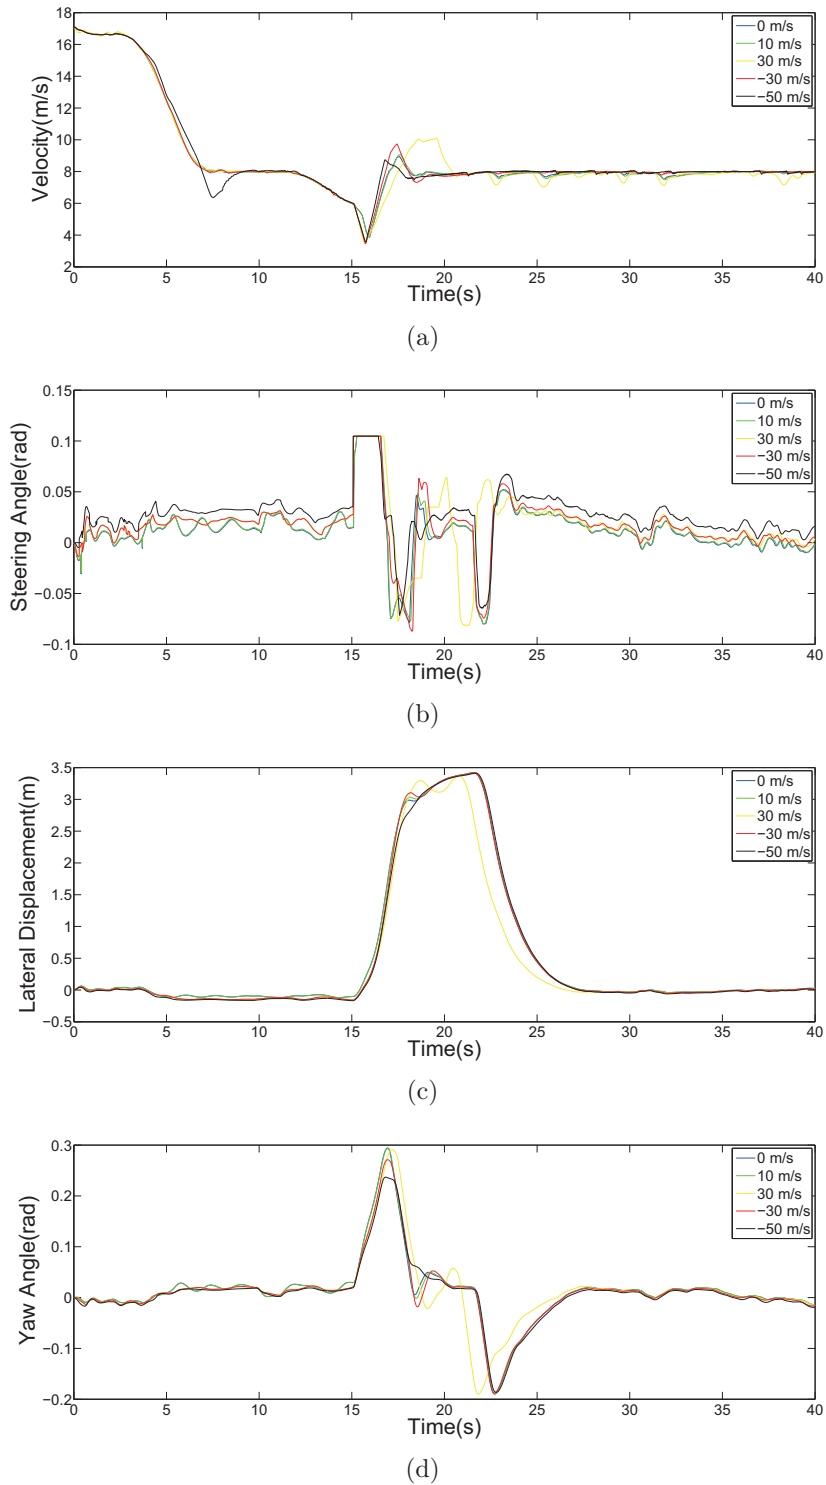 18
16
14
12
10
8
6
4
2
Velocity(m/s)
0 m/s
10 m/s
30 m/s
−30 m/s
−50 m/s
0 5 10 15 20 25 30 35 40
Time(s)
(a)
0.15
0.1
0.05
0
−0.05
−0.1
Steering Angle(rad)
0 m/s
10 m/s
30 m/s
−30 m/s
−50 m/s
0 5 10 15 20 25 30 35 40
Time(s)
(b)
3.5
3
2.5
2
1.5
1
0.5
0
−0.5
Lateral Displacement(m)
0 m/s
10 m/s
30 m/s
−30 m/s
−50 m/s
0 5 10 15 20 25 30 35 40
Time(s)
(c)
0.3
0.2
0.1
0
−0.1
−0.2
Yaw Angle(rad)
0 m/s
10 m/s
30 m/s
−30 m/s
−50 m/s
0 5 10 15 20 25 30 35 40
Time(s)
(d)